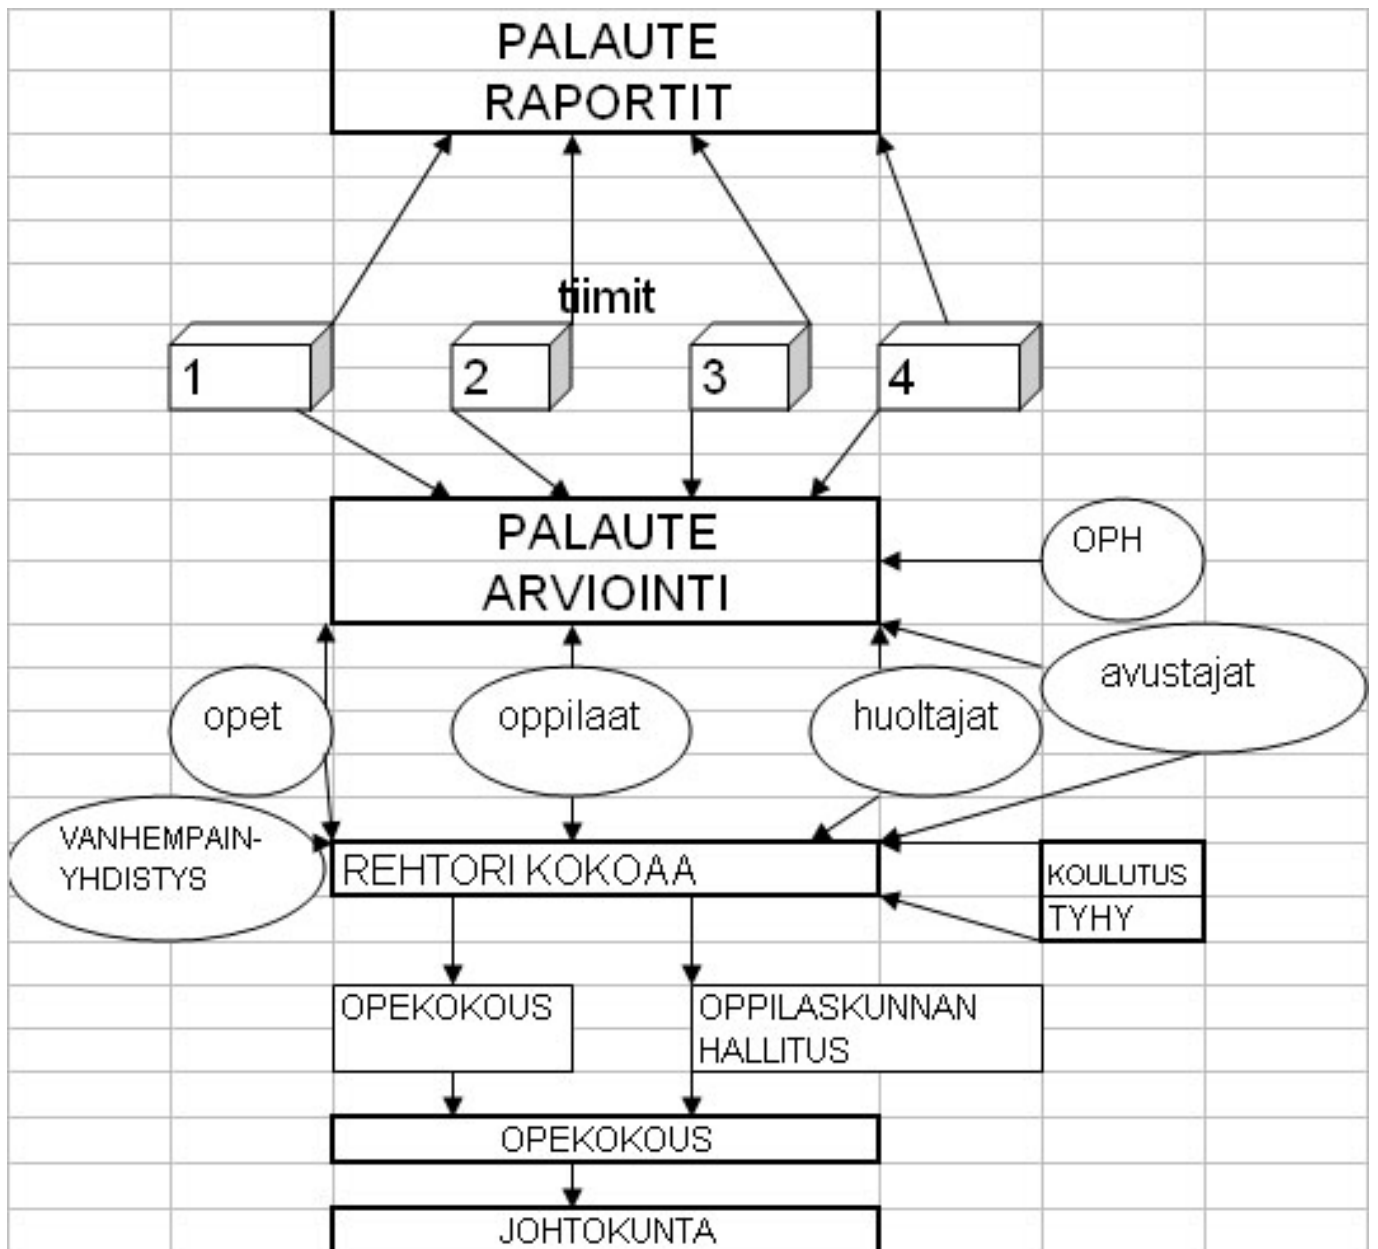 PALAUTE
RAPORTIT
tiimit
1
2
3
4
PALAUTE
ARVIOINTI
OPH
avustajat
opet
oppilaat
huoltajat
VANHEMPAIN-
YHDISTYS
REHTORI KOKOAA
KOULUTUS
TYHY
OPEKOKOUS
OPPILASKUNNAN
HALLITUS
OPEKOKOUS
JOHTOKUNTA